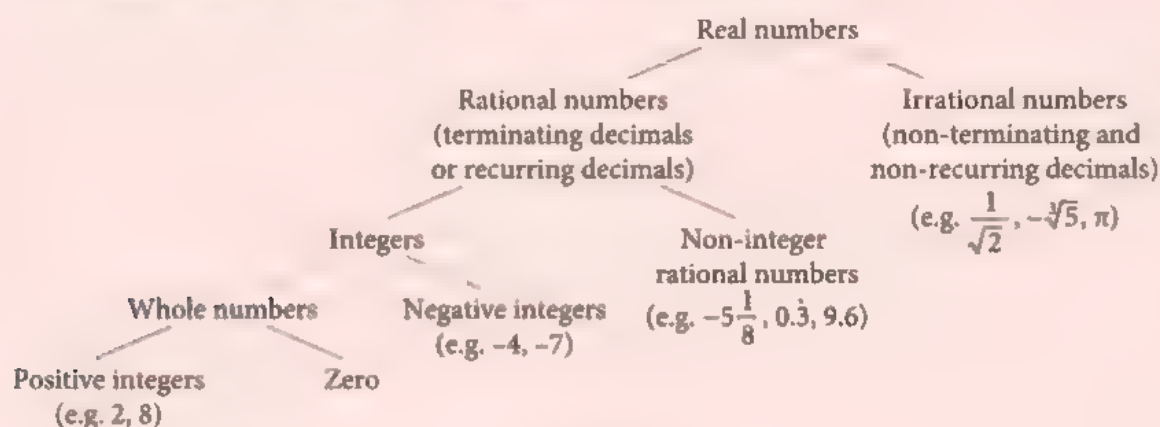 Real numbers
Rational numbers
(terminating decimals
or recurring decimals)
Irrational numbers
(non-terminating and
non-recurring decimals)
(e.g. 1/√2, −∛5, π)
Integers
Non-integer
rational numbers
(e.g. −5 1/8, 0.3̇, 9.6)
Whole numbers
Negative integers
(e.g. −4, −7)
Positive integers
(e.g. 2, 8)
Zero